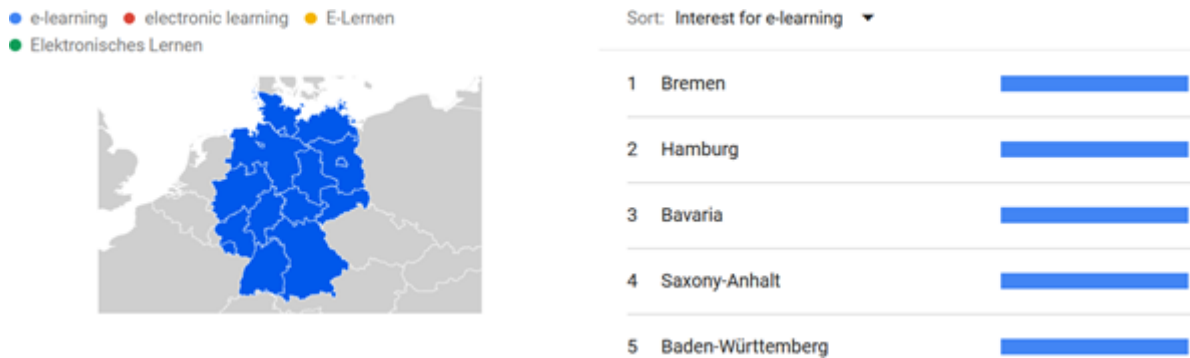 e-learning electronic learning E-Lernen
Elektronisches Lernen
Sort: Interest for e-learning
1 Bremen
2 Hamburg
3 Bavaria
4 Saxony-Anhalt
5 Baden-Württemberg